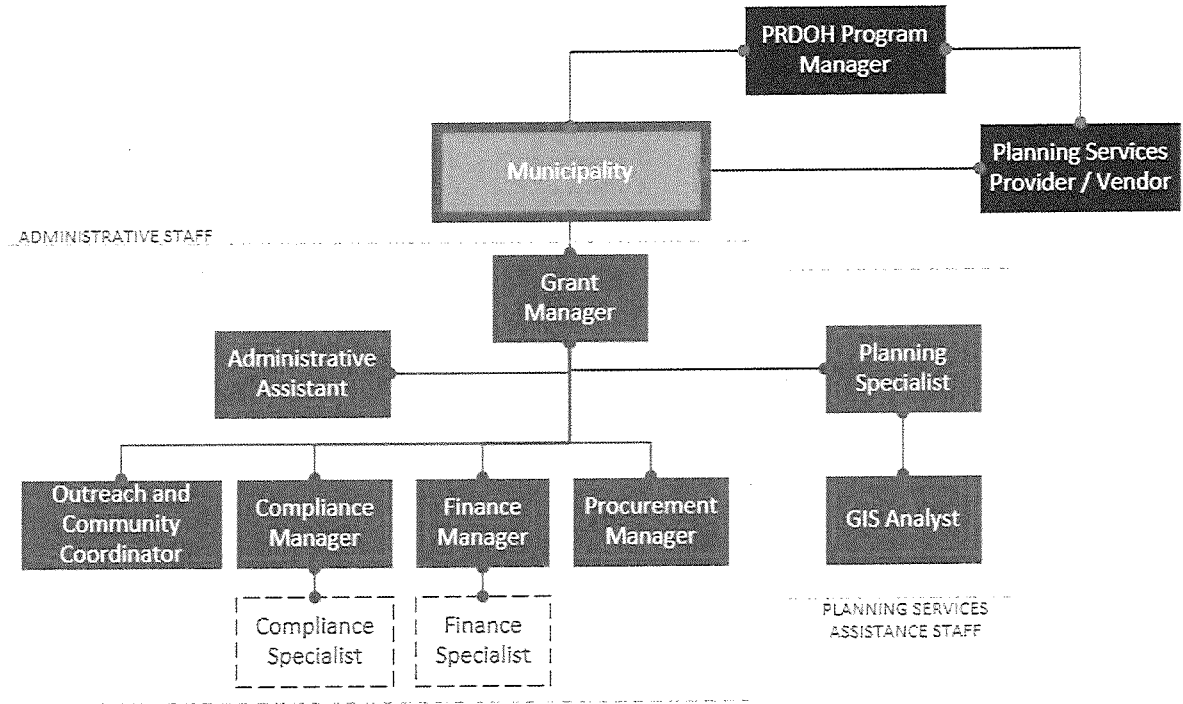 PRDOH Program
Manager
Municipality
Planning Services
Provider / Vendor
ADMINISTRATIVE STAFF
Grant
Manager
Administrative
Assistant
Planning
Specialist
Outreach and
Community
Coordinator
Compliance
Manager
Finance
Manager
Procurement
Manager
GIS Analyst
Compliance
Specialist
Finance
Specialist
PLANNING SERVICES
ASSISTANCE STAFF